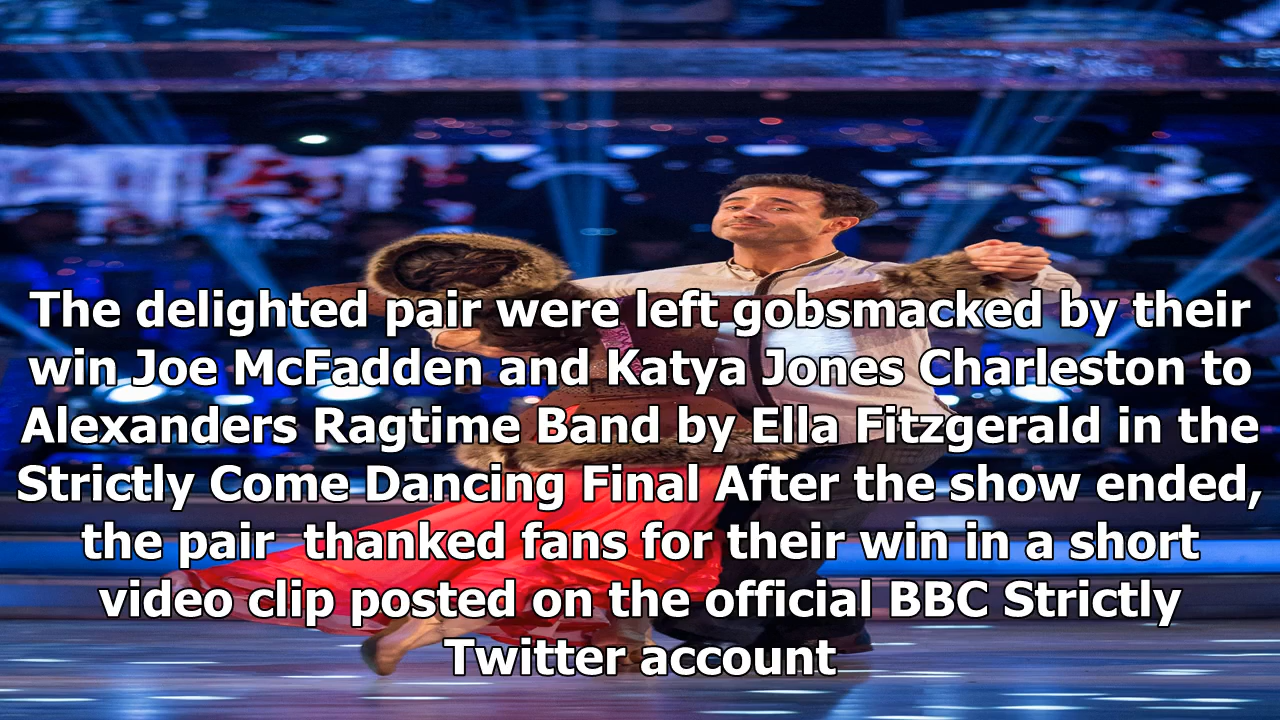 The delighted pair were left gobsmacked by their
win Joe McFadden and Katya Jones Charleston to
Alexanders Ragtime Band by Ella Fitzgerald in the
Strictly Come Dancing Final After the show ended,
the pair  thanked fans for their win in a short
video clip posted on the official BBC Strictly
Twitter account